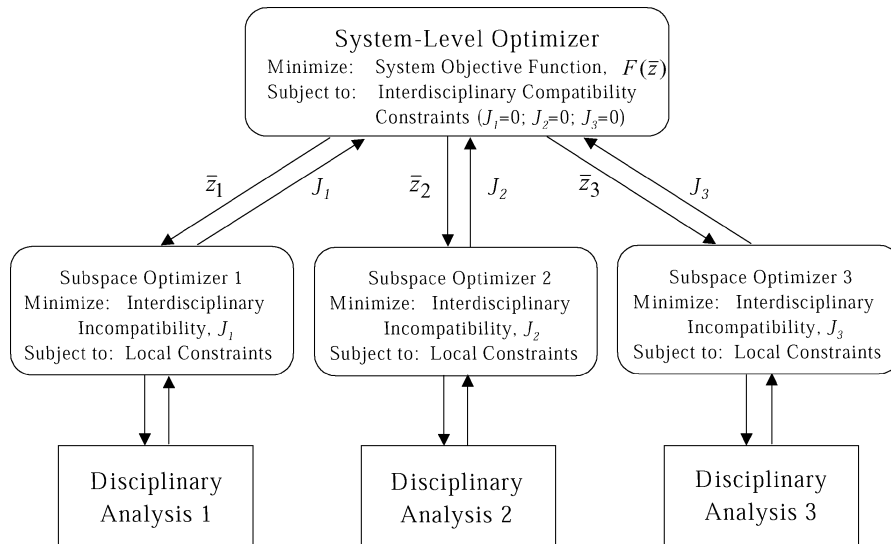 System-Level Optimizer
Minimize: System Objective Function, F(z̄)
Subject to: Interdisciplinary Compatibility
Constraints (J₁=0; J₂=0; J₃=0)
z̄₁ J₁ z̄₂ J₂ z̄₃ J₃
Subspace Optimizer 1
Minimize: Interdisciplinary
Incompatibility, J₁
Subject to: Local Constraints
Subspace Optimizer 2
Minimize: Interdisciplinary
Incompatibility, J₂
Subject to: Local Constraints
Subspace Optimizer 3
Minimize: Interdisciplinary
Incompatibility, J₃
Subject to: Local Constraints
Disciplinary
Analysis 1
Disciplinary
Analysis 2
Disciplinary
Analysis 3